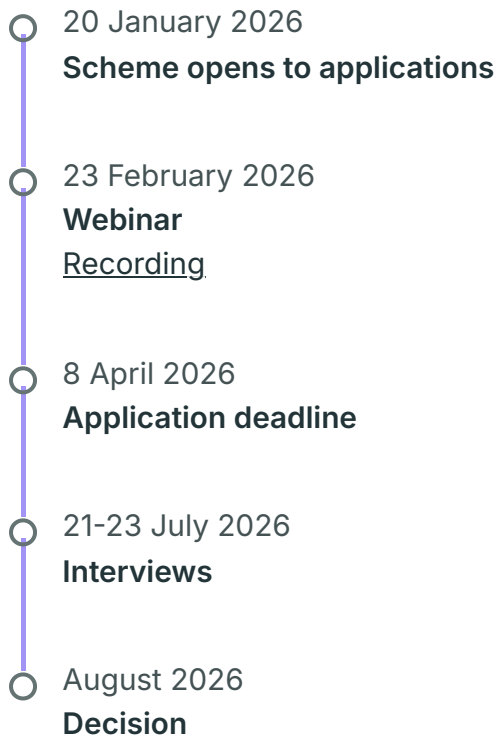 20 January 2026
Scheme opens to applications
23 February 2026
Webinar
Recording
8 April 2026
Application deadline
21-23 July 2026
Interviews
August 2026
Decision